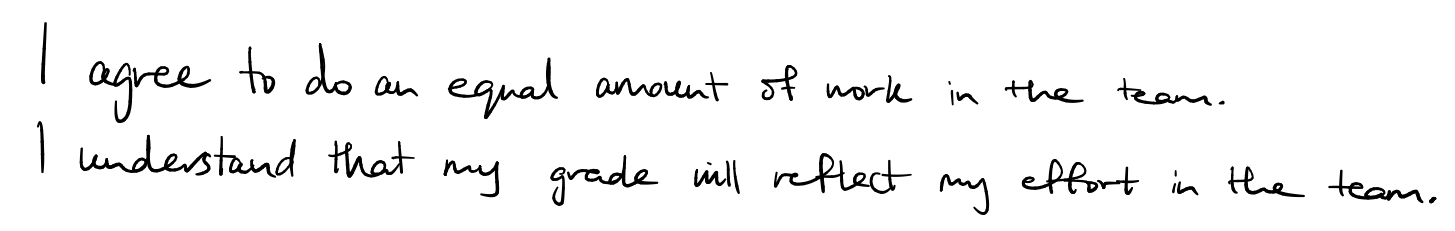 I agree to do an equal amount of work in the team.
I understand that my grade will reflect my effort in the team.